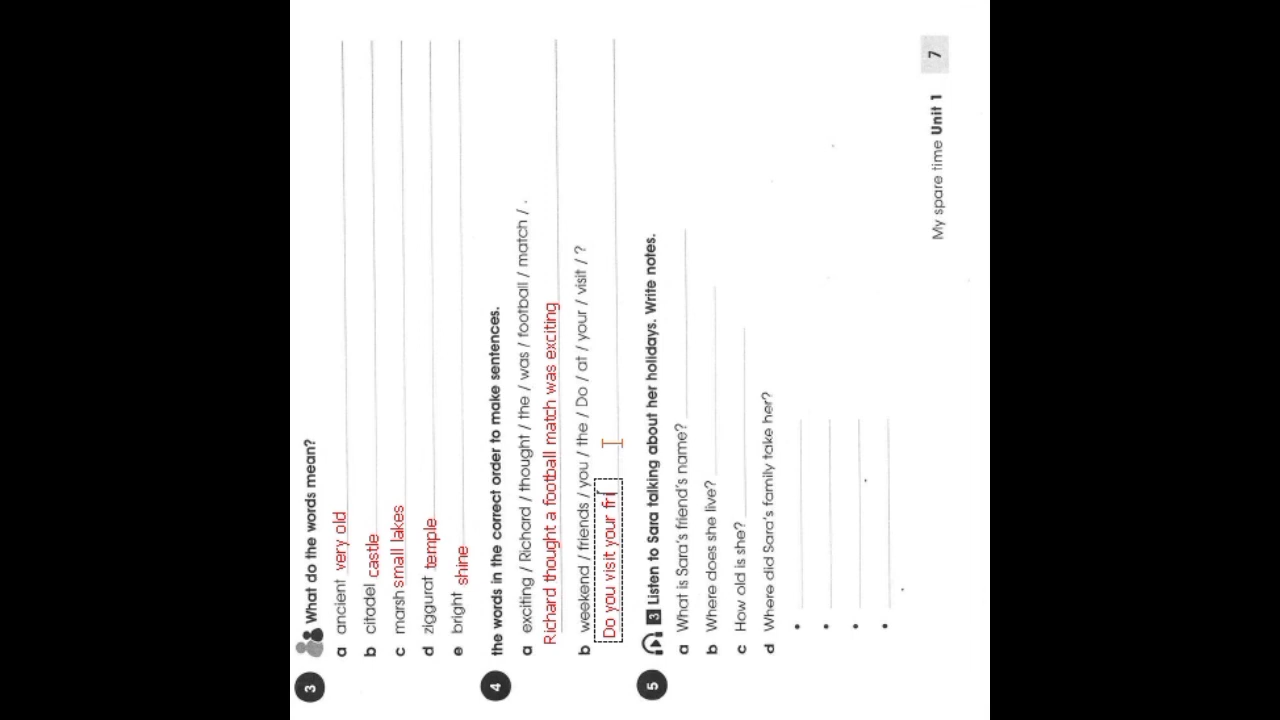 3 What do the words mean?
a ancient very old
b citadel castle
c marsh small lakes
d ziggurat temple
e bright shine
4 the words in the correct order to make sentences.
a exciting / Richard / thought / the / was / football / match / .
Richard thought a football match was exciting
b weekend / friends / you / the / Do / at / your / visit / ?
Do you visit your fri
5 3 Listen to Sara talking about her holidays. Write notes.
a What is Sara's friend's name?
b Where does she live?
c How old is she?
d Where did Sara's family take her?
•
•
•
•
My spare time Unit 1 7